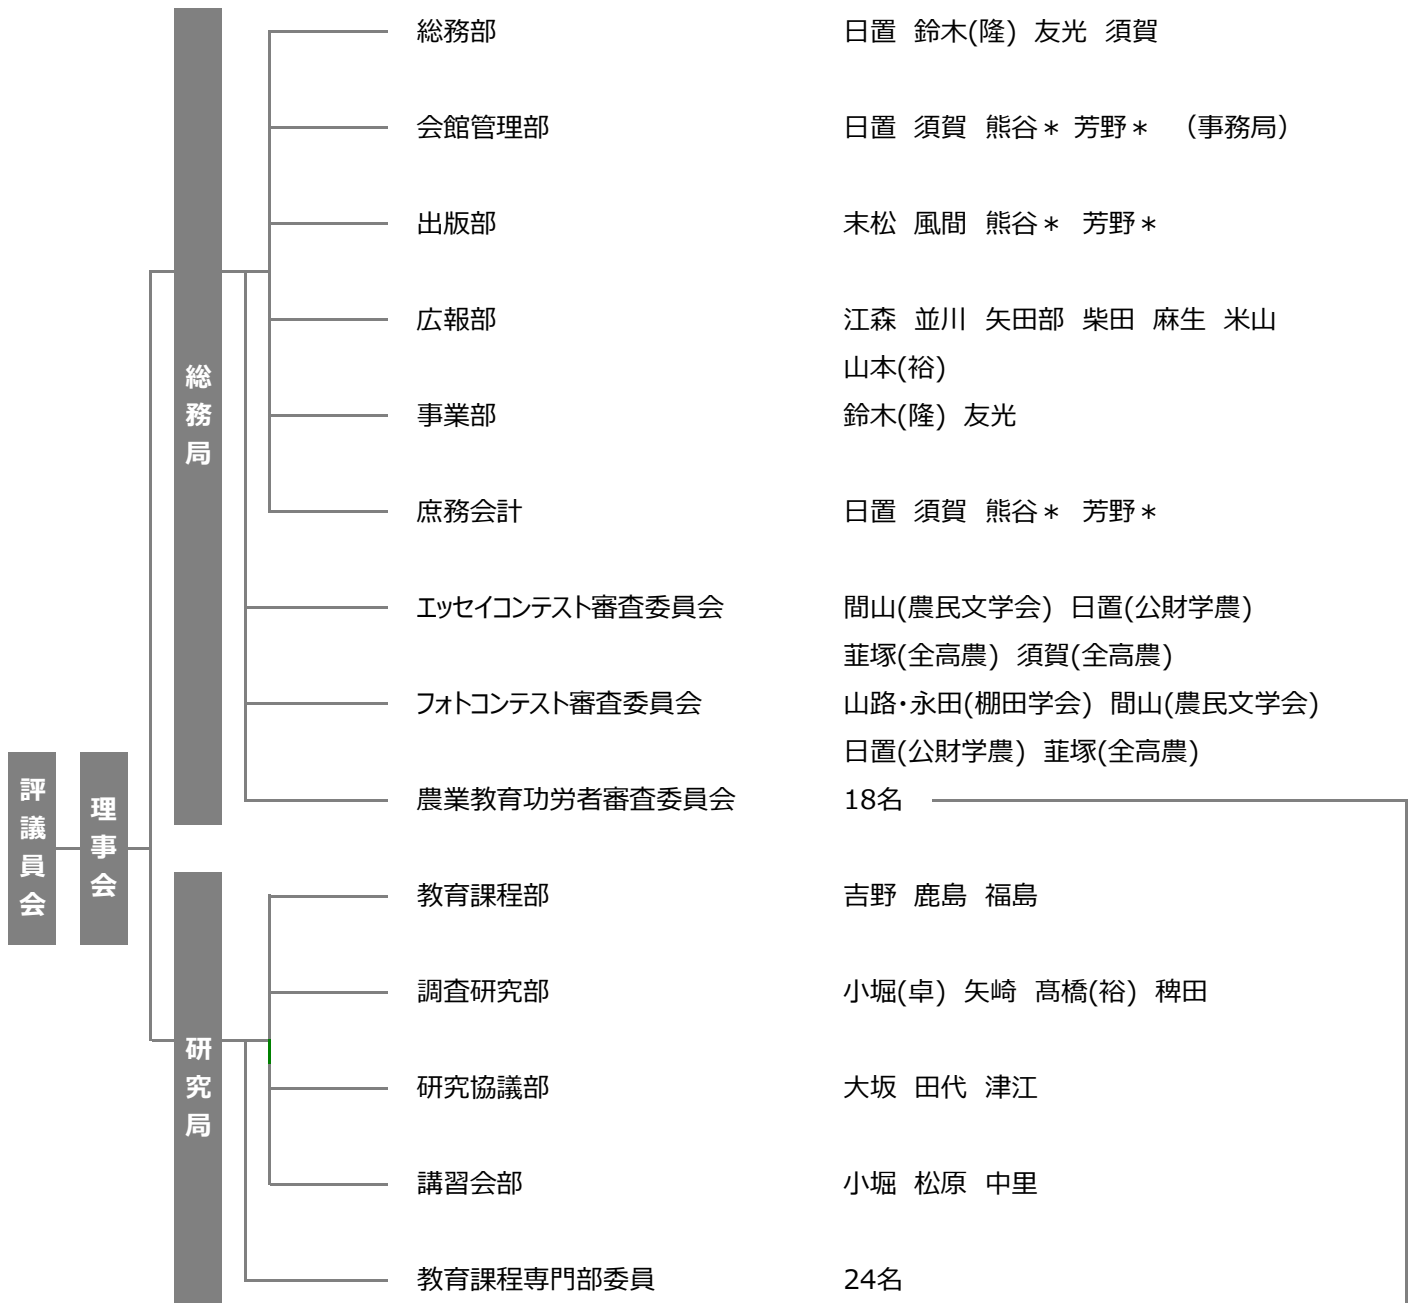 総務部 日置 鈴木(隆) 友光 須賀
会館管理部 日置 須賀 熊谷＊ 芳野＊ （事務局）
出版部 末松 風間 熊谷＊ 芳野＊
広報部 江森 並川 矢田部 柴田 麻生 米山
山本(裕)
事業部 鈴木(隆) 友光
庶務会計 日置 須賀 熊谷＊ 芳野＊
エッセイコンテスト審査委員会 間山(農民文学会) 日置(公財学農)
韮塚(全高農) 須賀(全高農)
フォトコンテスト審査委員会 山路・永田(棚田学会) 間山(農民文学会)
日置(公財学農) 韮塚(全高農)
農業教育功労者審査委員会 18名
総務局
評議員会
理事会
教育課程部 吉野 鹿島 福島
調査研究部 小堀(卓) 矢崎 髙橋(裕) 稗田
研究協議部 大坂 田代 津江
講習会部 小堀 松原 中里
教育課程専門部委員 24名
研究局